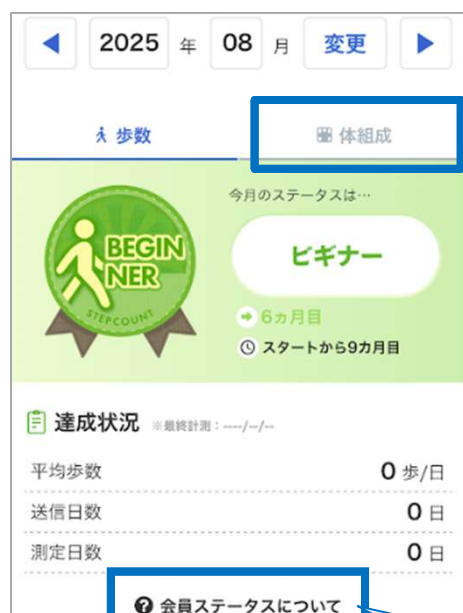 2025 年 08 月 変更
歩数 体組成
今月のステータスは…
BEGIN
NER
STEPCOUNT
ビギナー
6ヵ月目
スタートから9カ月目
達成状況 ※最終計測：----/--/--
平均歩数 0 歩/日
送信日数 0 日
測定日数 0 日
会員ステータスについて